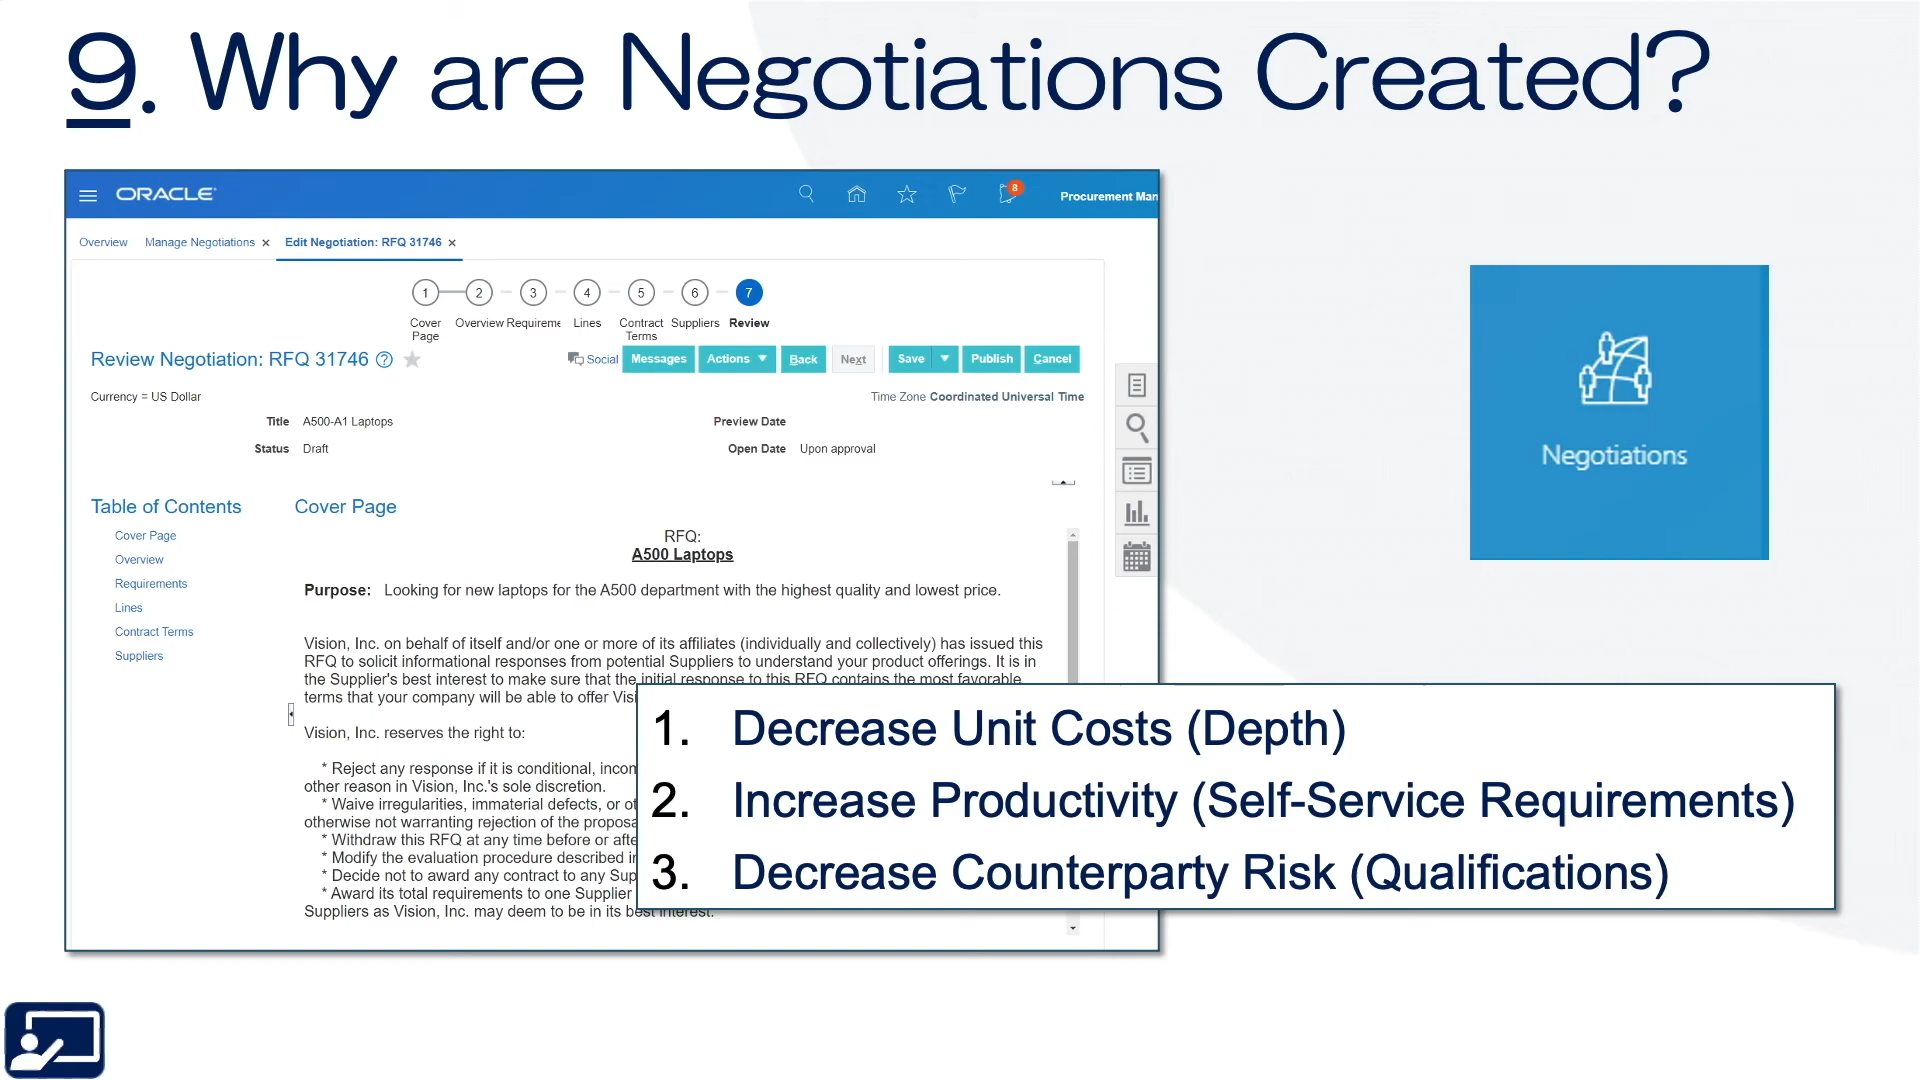 9. Why are Negotiations Created?
ORACLE
8
Procurement Man
Overview
Manage Negotiations ×
Edit Negotiation: RFQ 31746 ×
1 2 3 4 5 6 7
Cover Page
Overview
Requireme
Lines
Contract Terms
Suppliers
Review
Review Negotiation: RFQ 31746 ?
Social
Messages
Actions
Back
Next
Save
Publish
Cancel
Currency = US Dollar
Time Zone Coordinated Universal Time
Title A500-A1 Laptops
Preview Date
Status Draft
Open Date Upon approval
Negotiations
Table of Contents
Cover Page
Overview
Requirements
Lines
Contract Terms
Suppliers
Cover Page
RFQ:
A500 Laptops
Purpose: Looking for new laptops for the A500 department with the highest quality and lowest price.
Vision, Inc. on behalf of itself and/or one or more of its affiliates (individually and collectively) has issued this
RFQ to solicit informational responses from potential Suppliers to understand your product offerings. It is in
the Supplier's best interest to make sure that the initial response to this RFQ contains the most favorable
terms that your company will be able to offer Visi
Vision, Inc. reserves the right to:
* Reject any response if it is conditional, incom
other reason in Vision, Inc.'s sole discretion.
* Waive irregularities, immaterial defects, or ot
otherwise not warranting rejection of the proposa
* Withdraw this RFQ at any time before or afte
* Modify the evaluation procedure described in
* Decide not to award any contract to any Sup
* Award its total requirements to one Supplier
Suppliers as Vision, Inc. may deem to be in its best interest.
1. Decrease Unit Costs (Depth)
2. Increase Productivity (Self-Service Requirements)
3. Decrease Counterparty Risk (Qualifications)